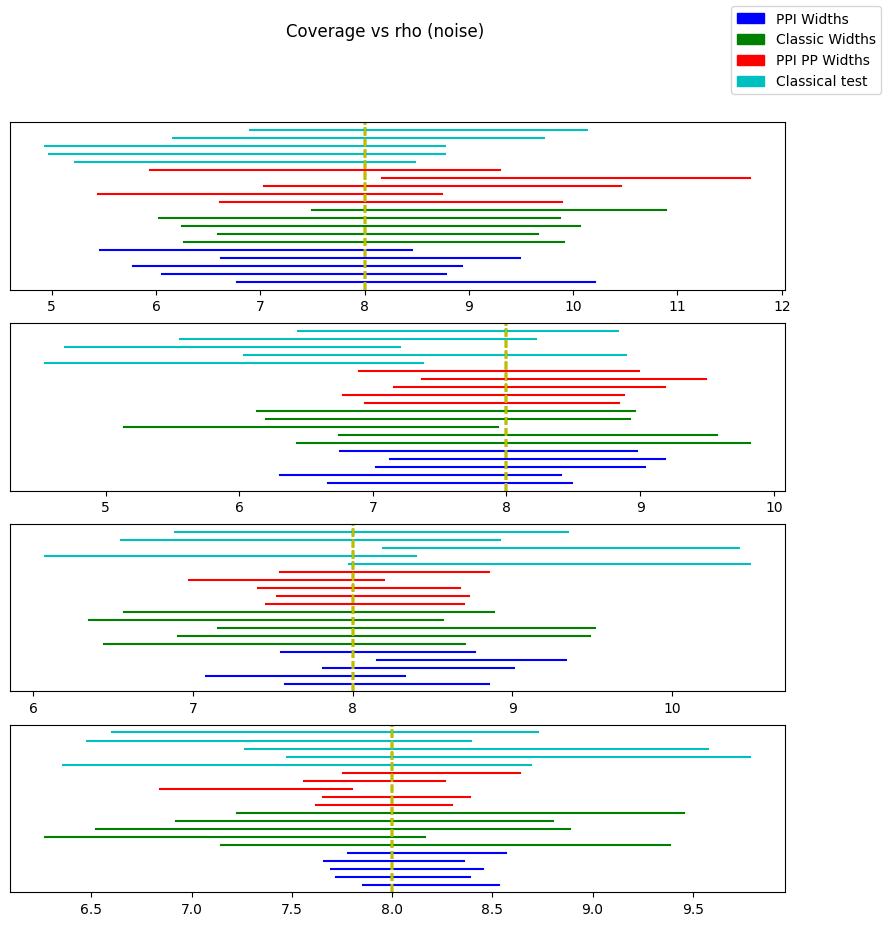 Coverage vs rho (noise)
PPI Widths
Classic Widths
PPI PP Widths
Classical test
5 6 7 8 9 10 11 12
5 6 7 8 9 10
6 7 8 9 10
6.5 7.0 7.5 8.0 8.5 9.0 9.5